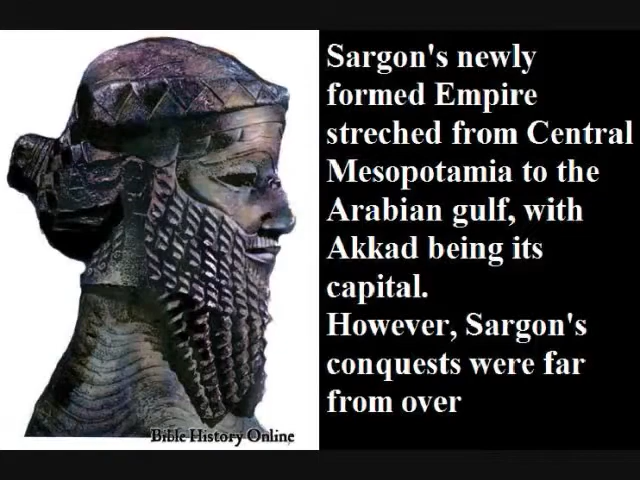 Sargon's newly
formed Empire
streched from Central
Mesopotamia to the
Arabian gulf, with
Akkad being its
capital.
However, Sargon's
conquests were far
from over
Bible History Online